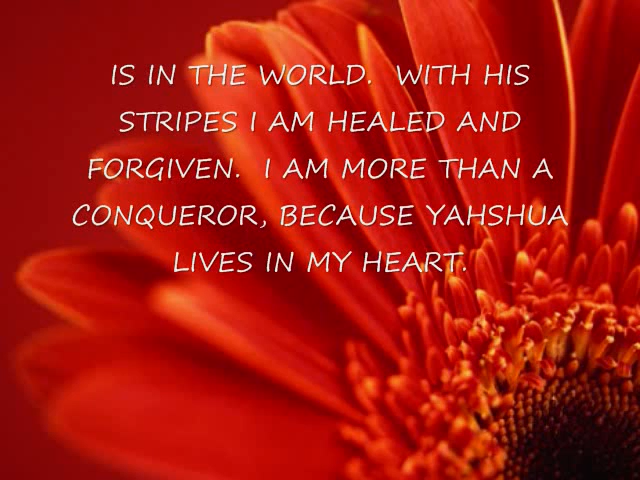 IS IN THE WORLD.  WITH HIS
STRIPES I AM HEALED AND
FORGIVEN.  I AM MORE THAN A
CONQUEROR, BECAUSE YAHSHUA
LIVES IN MY HEART.